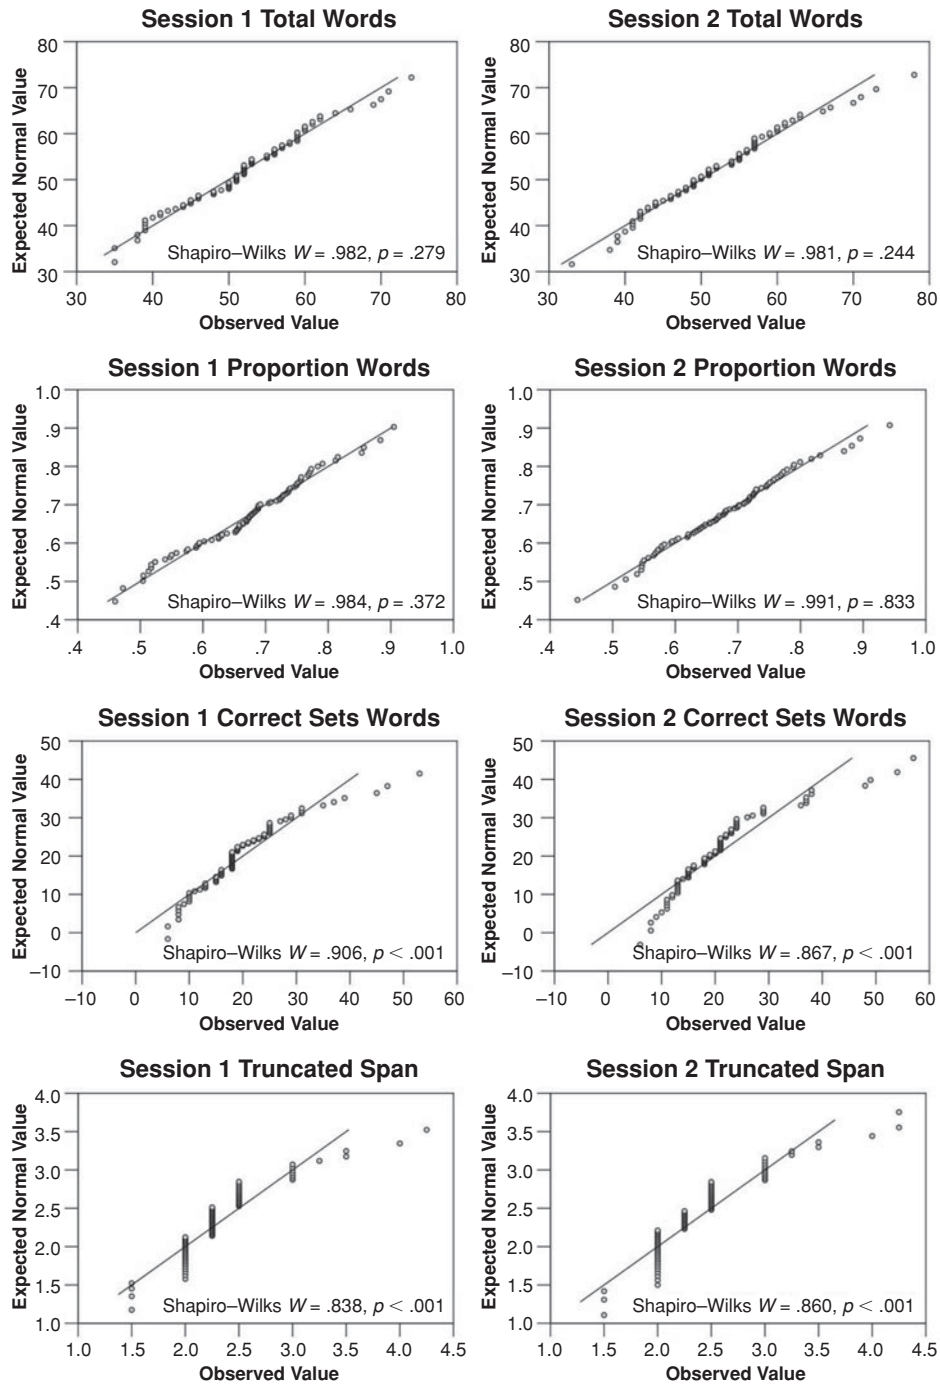 Session 1 Total Words
Expected Normal Value
80
70
60
50
40
30
Shapiro–Wilks W = .982, p = .279
30 40 50 60 70 80
Observed Value
Session 2 Total Words
Expected Normal Value
80
70
60
50
40
30
Shapiro–Wilks W = .981, p = .244
30 40 50 60 70 80
Observed Value
Session 1 Proportion Words
Expected Normal Value
1.0
.9
.8
.7
.6
.5
.4
Shapiro–Wilks W = .984, p = .372
.4 .5 .6 .7 .8 .9 1.0
Observed Value
Session 2 Proportion Words
Expected Normal Value
1.0
.9
.8
.7
.6
.5
.4
Shapiro–Wilks W = .991, p = .833
.4 .5 .6 .7 .8 .9 1.0
Observed Value
Session 1 Correct Sets Words
Expected Normal Value
50
40
30
20
10
0
–10
Shapiro–Wilks W = .906, p < .001
–10 0 10 20 30 40 50 60
Observed Value
Session 2 Correct Sets Words
Expected Normal Value
50
40
30
20
10
0
–10
Shapiro–Wilks W = .867, p < .001
–10 0 10 20 30 40 50 60
Observed Value
Session 1 Truncated Span
Expected Normal Value
4.0
3.5
3.0
2.5
2.0
1.5
1.0
Shapiro–Wilks W = .838, p < .001
1.0 1.5 2.0 2.5 3.0 3.5 4.0 4.5
Observed Value
Session 2 Truncated Span
Expected Normal Value
4.0
3.5
3.0
2.5
2.0
1.5
1.0
Shapiro–Wilks W = .860, p < .001
1.0 1.5 2.0 2.5 3.0 3.5 4.0 4.5
Observed Value